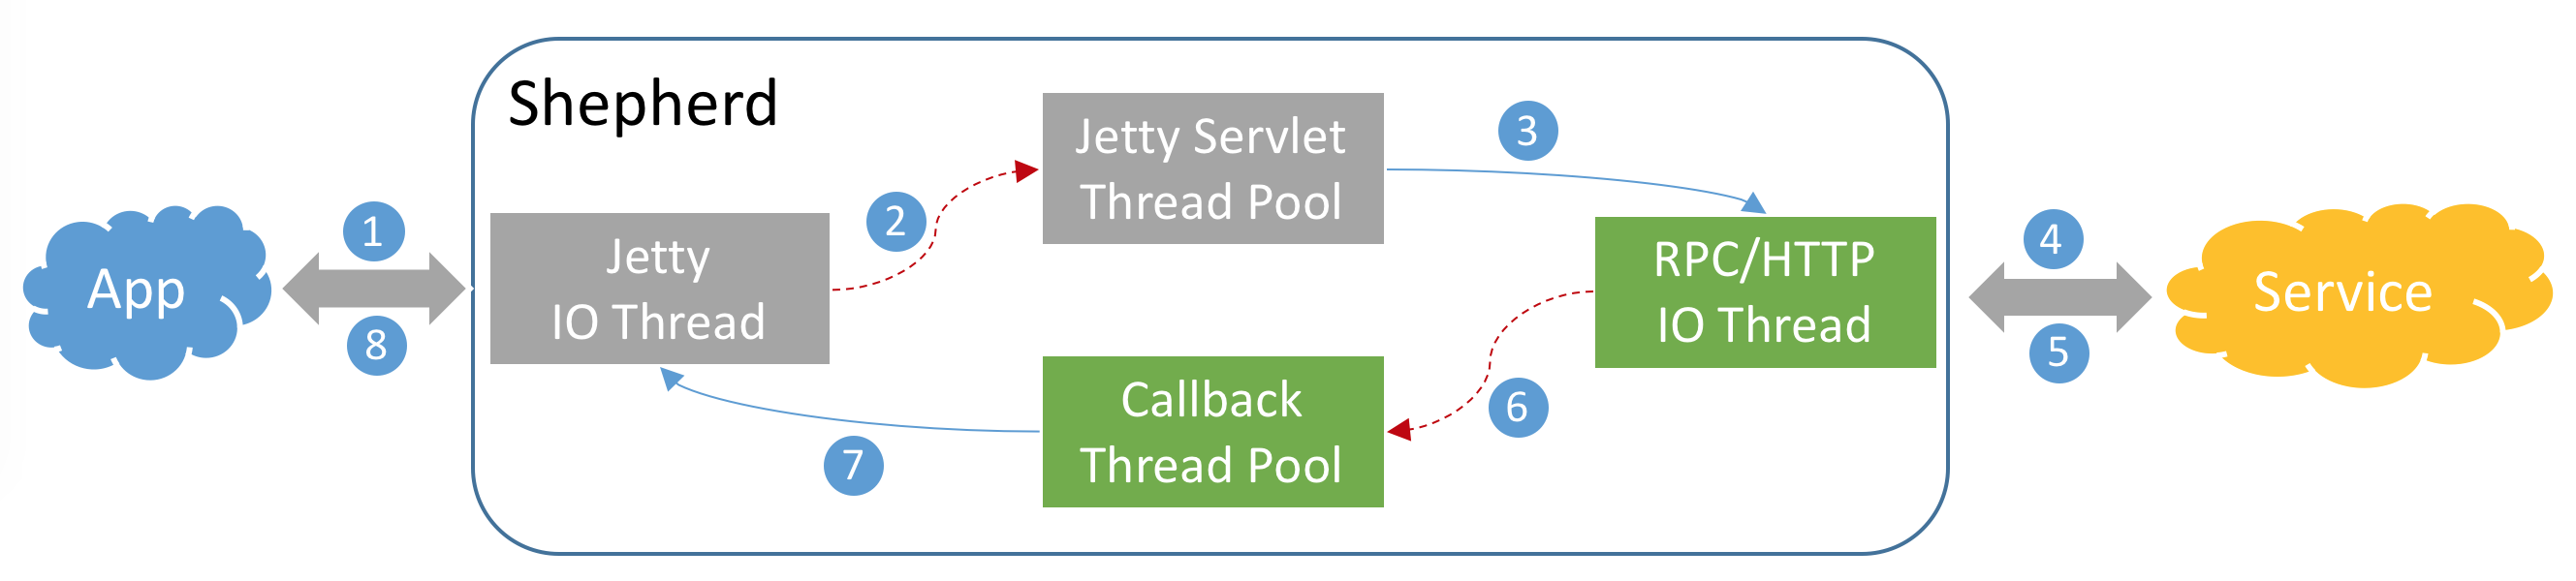 Shepherd
App
1
8
Jetty
IO Thread
2
Jetty Servlet
Thread Pool
3
RPC/HTTP
IO Thread
4
5
Service
6
Callback
Thread Pool
7